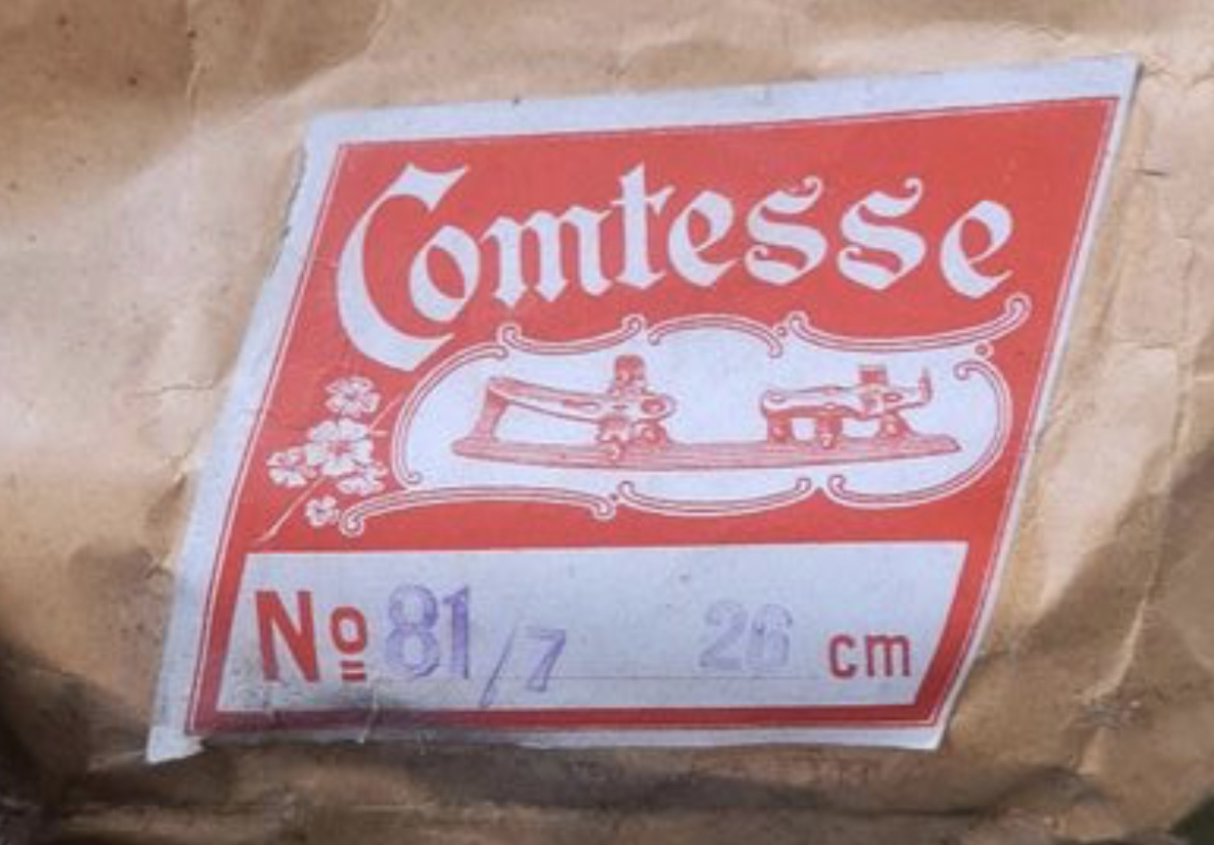 Comtesse
No 81/7 26 cm